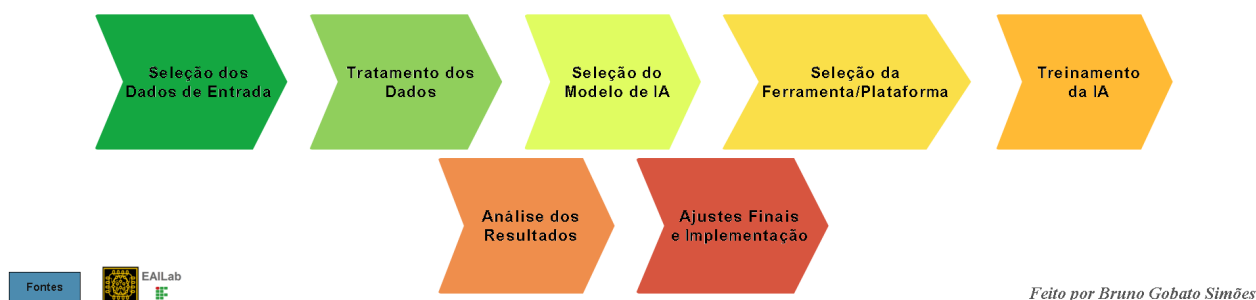 Seleção dos
Dados de Entrada
Tratamento dos
Dados
Seleção do
Modelo de IA
Seleção da
Ferramenta/Plataforma
Treinamento
da IA
Análise dos
Resultados
Ajustes Finais
e Implementação
Fontes
EAILab
Feito por Bruno Gobato Simões